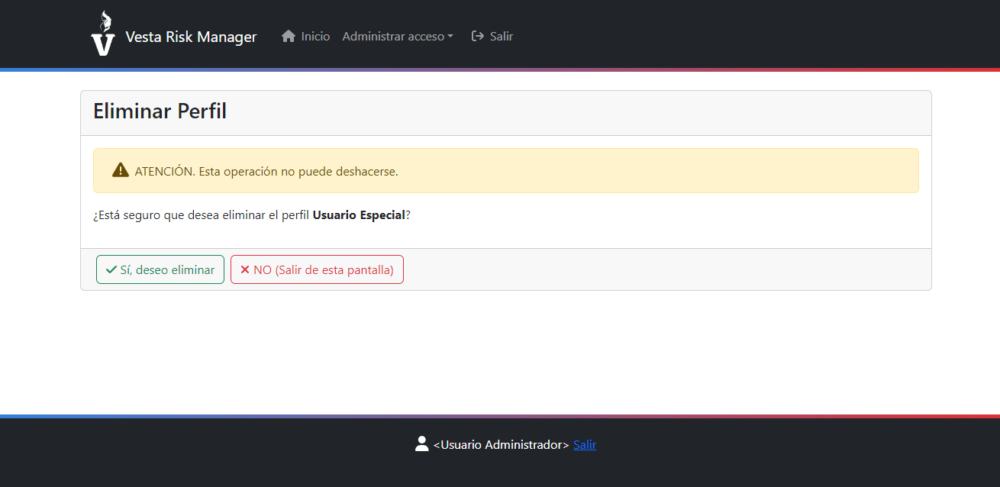 V Vesta Risk Manager Inicio Administrar acceso Salir
Eliminar Perfil
ATENCIÓN. Esta operación no puede deshacerse.
¿Está seguro que desea eliminar el perfil Usuario Especial?
Sí, deseo eliminar NO (Salir de esta pantalla)
<Usuario Administrador> Salir